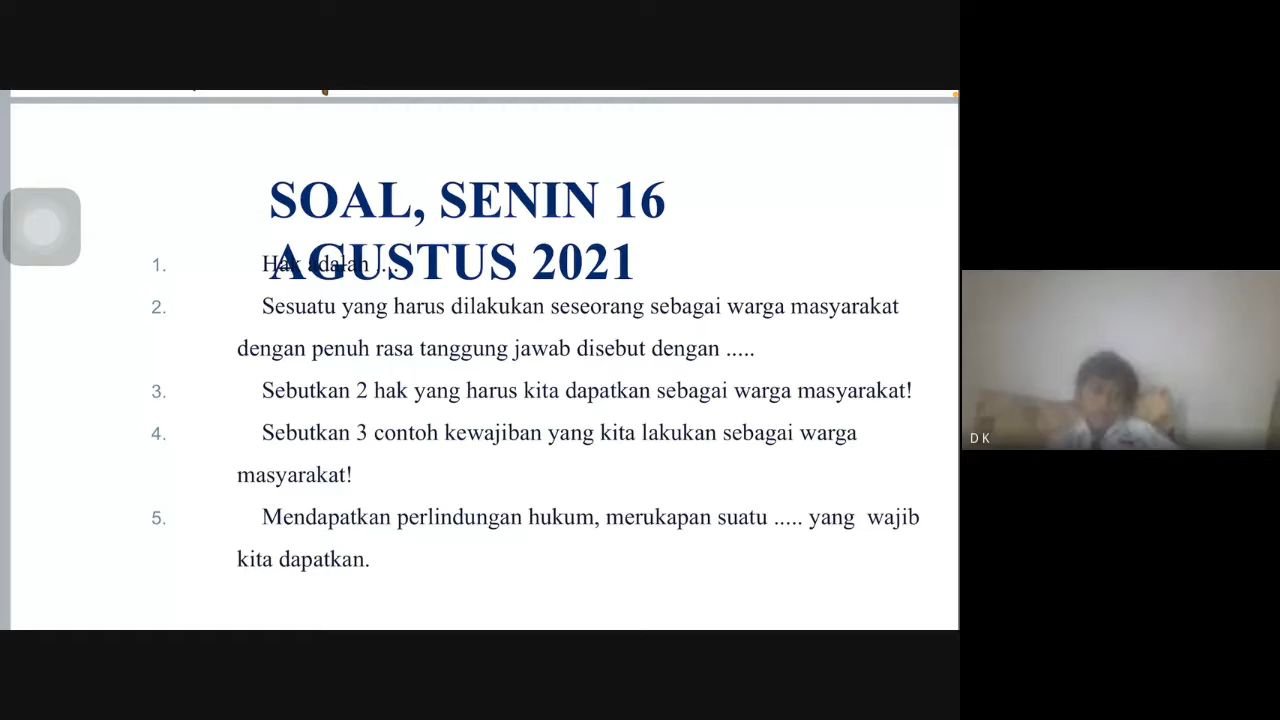 SOAL, SENIN 16
AGUSTUS 2021
1. Hak adalah ...
2. Sesuatu yang harus dilakukan seseorang sebagai warga masyarakat
dengan penuh rasa tanggung jawab disebut dengan .....
3. Sebutkan 2 hak yang harus kita dapatkan sebagai warga masyarakat!
4. Sebutkan 3 contoh kewajiban yang kita lakukan sebagai warga
masyarakat!
5. Mendapatkan perlindungan hukum, merukapan suatu ..... yang wajib
kita dapatkan.
D K